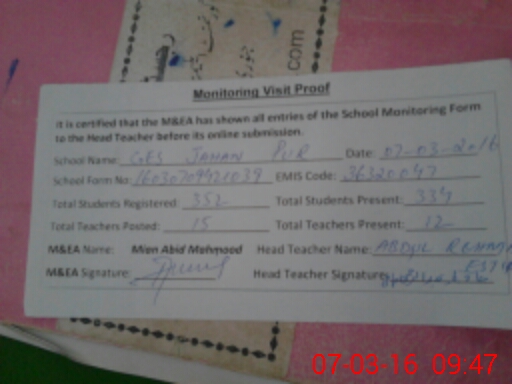 .com
Monitoring Visit Proof
It is certified that the M&EA has shown all entries of the School Monitoring Form
to the Head Teacher before its online submission.
School Name: GES JAHAN PUR Date: 07-03-2016
School Form No: EMIS Code: 36320047
Total Students Registered: 352 Total Students Present: 334
Total Teachers Posted: 15 Total Teachers Present: 12
M&EA Name: Mian Abid Mahmood Head Teacher Name: ABDUL REHMAN
M&EA Signature: Head Teacher Signature:
07-03-16 09:47